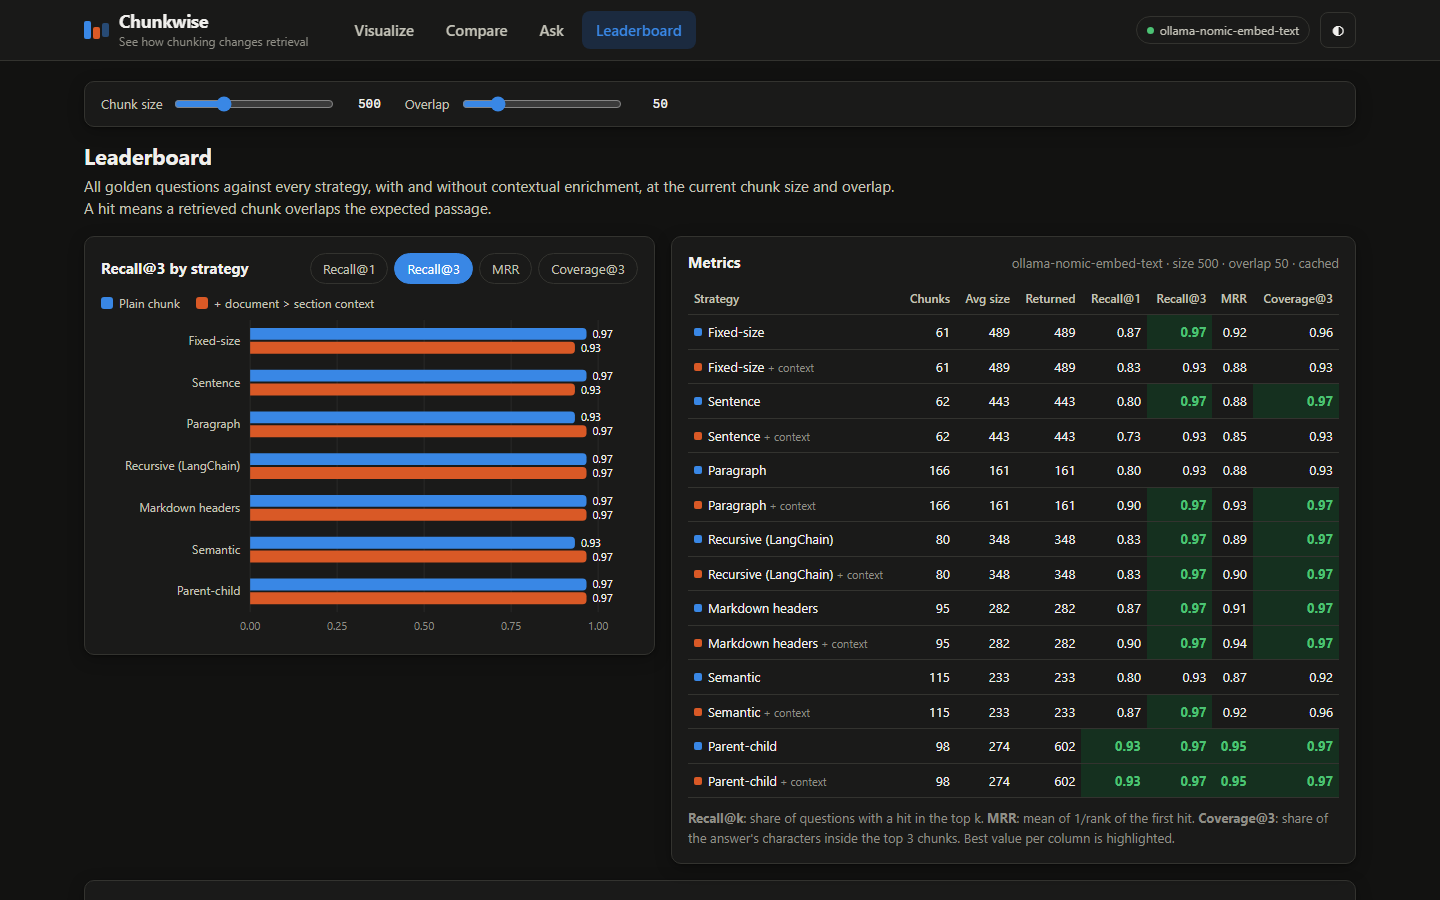 Chunkwise
See how chunking changes retrieval
Visualize Compare Ask Leaderboard
ollama-nomic-embed-text
Chunk size 500 Overlap 50
Leaderboard
All golden questions against every strategy, with and without contextual enrichment, at the current chunk size and overlap.
A hit means a retrieved chunk overlaps the expected passage.
Recall@3 by strategy Recall@1 Recall@3 MRR Coverage@3
Plain chunk + document > section context
Fixed-size 0.97
0.93
Sentence 0.97
0.93
Paragraph 0.93
0.97
Recursive (LangChain) 0.97
0.97
Markdown headers 0.97
0.97
Semantic 0.93
0.97
Parent-child 0.97
0.97
0.00 0.25 0.50 0.75 1.00
Metrics ollama-nomic-embed-text · size 500 · overlap 50 · cached
Strategy Chunks Avg size Returned Recall@1 Recall@3 MRR Coverage@3
Fixed-size 61 489 489 0.87 0.97 0.92 0.96
Fixed-size + context 61 489 489 0.83 0.93 0.88 0.93
Sentence 62 443 443 0.80 0.97 0.88 0.97
Sentence + context 62 443 443 0.73 0.93 0.85 0.93
Paragraph 166 161 161 0.80 0.93 0.88 0.93
Paragraph + context 166 161 161 0.90 0.97 0.93 0.97
Recursive (LangChain) 80 348 348 0.83 0.97 0.89 0.97
Recursive (LangChain) + context 80 348 348 0.83 0.97 0.90 0.97
Markdown headers 95 282 282 0.87 0.97 0.91 0.97
Markdown headers + context 95 282 282 0.90 0.97 0.94 0.97
Semantic 115 233 233 0.80 0.93 0.87 0.92
Semantic + context 115 233 233 0.87 0.97 0.92 0.96
Parent-child 98 274 602 0.93 0.97 0.95 0.97
Parent-child + context 98 274 602 0.93 0.97 0.95 0.97
Recall@k: share of questions with a hit in the top k. MRR: mean of 1/rank of the first hit. Coverage@3: share of
the answer's characters inside the top 3 chunks. Best value per column is highlighted.